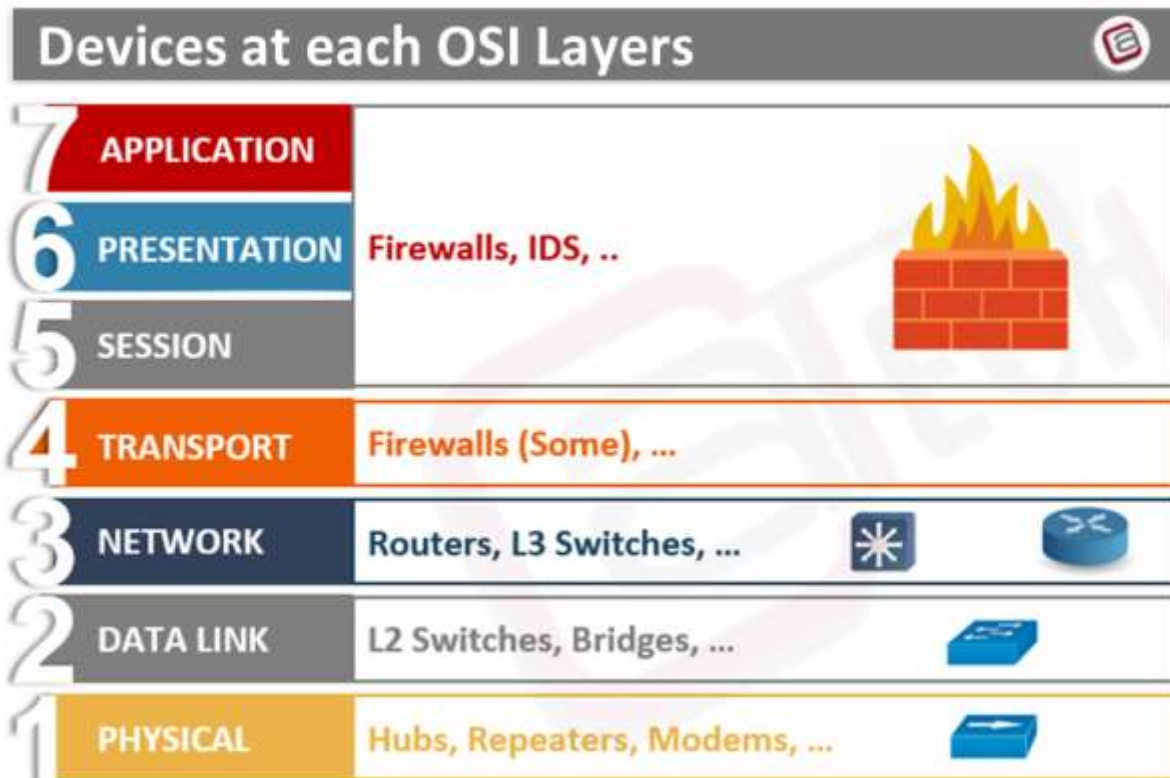 Devices at each OSI Layers
7 APPLICATION
6 PRESENTATION
Firewalls, IDS, ..
5 SESSION
4 TRANSPORT
Firewalls (Some), ...
3 NETWORK
Routers, L3 Switches, ...
2 DATA LINK
L2 Switches, Bridges, ...
1 PHYSICAL
Hubs, Repeaters, Modems, ...